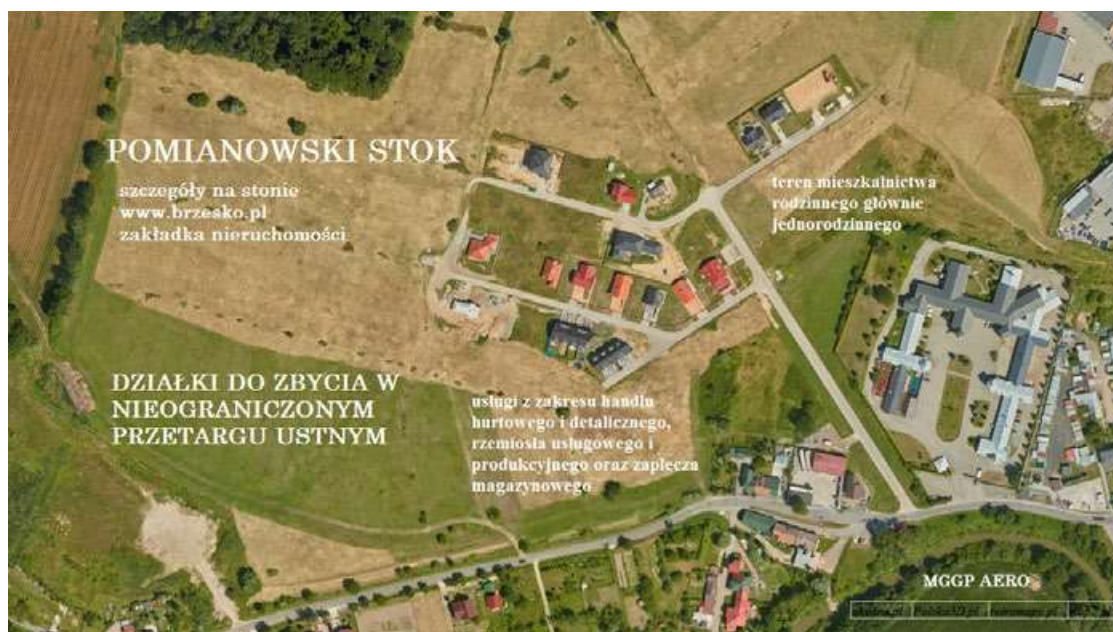 POMIANOWSKI STOK
szczegóły na stonie
www.brzesko.pl
zakładka nieruchomości
teren mieszkalnictwa
rodzinnego głównie
jednorodzinnego
DZIAŁKI DO ZBYCIA W
NIEOGRANICZONYM
PRZETARGU USTNYM
usługi z zakresu handlu
hurtowego i detalicznego,
rzemiosła usługowego i
produkcyjnego oraz zaplecza
magazynowego
MGGP AERO